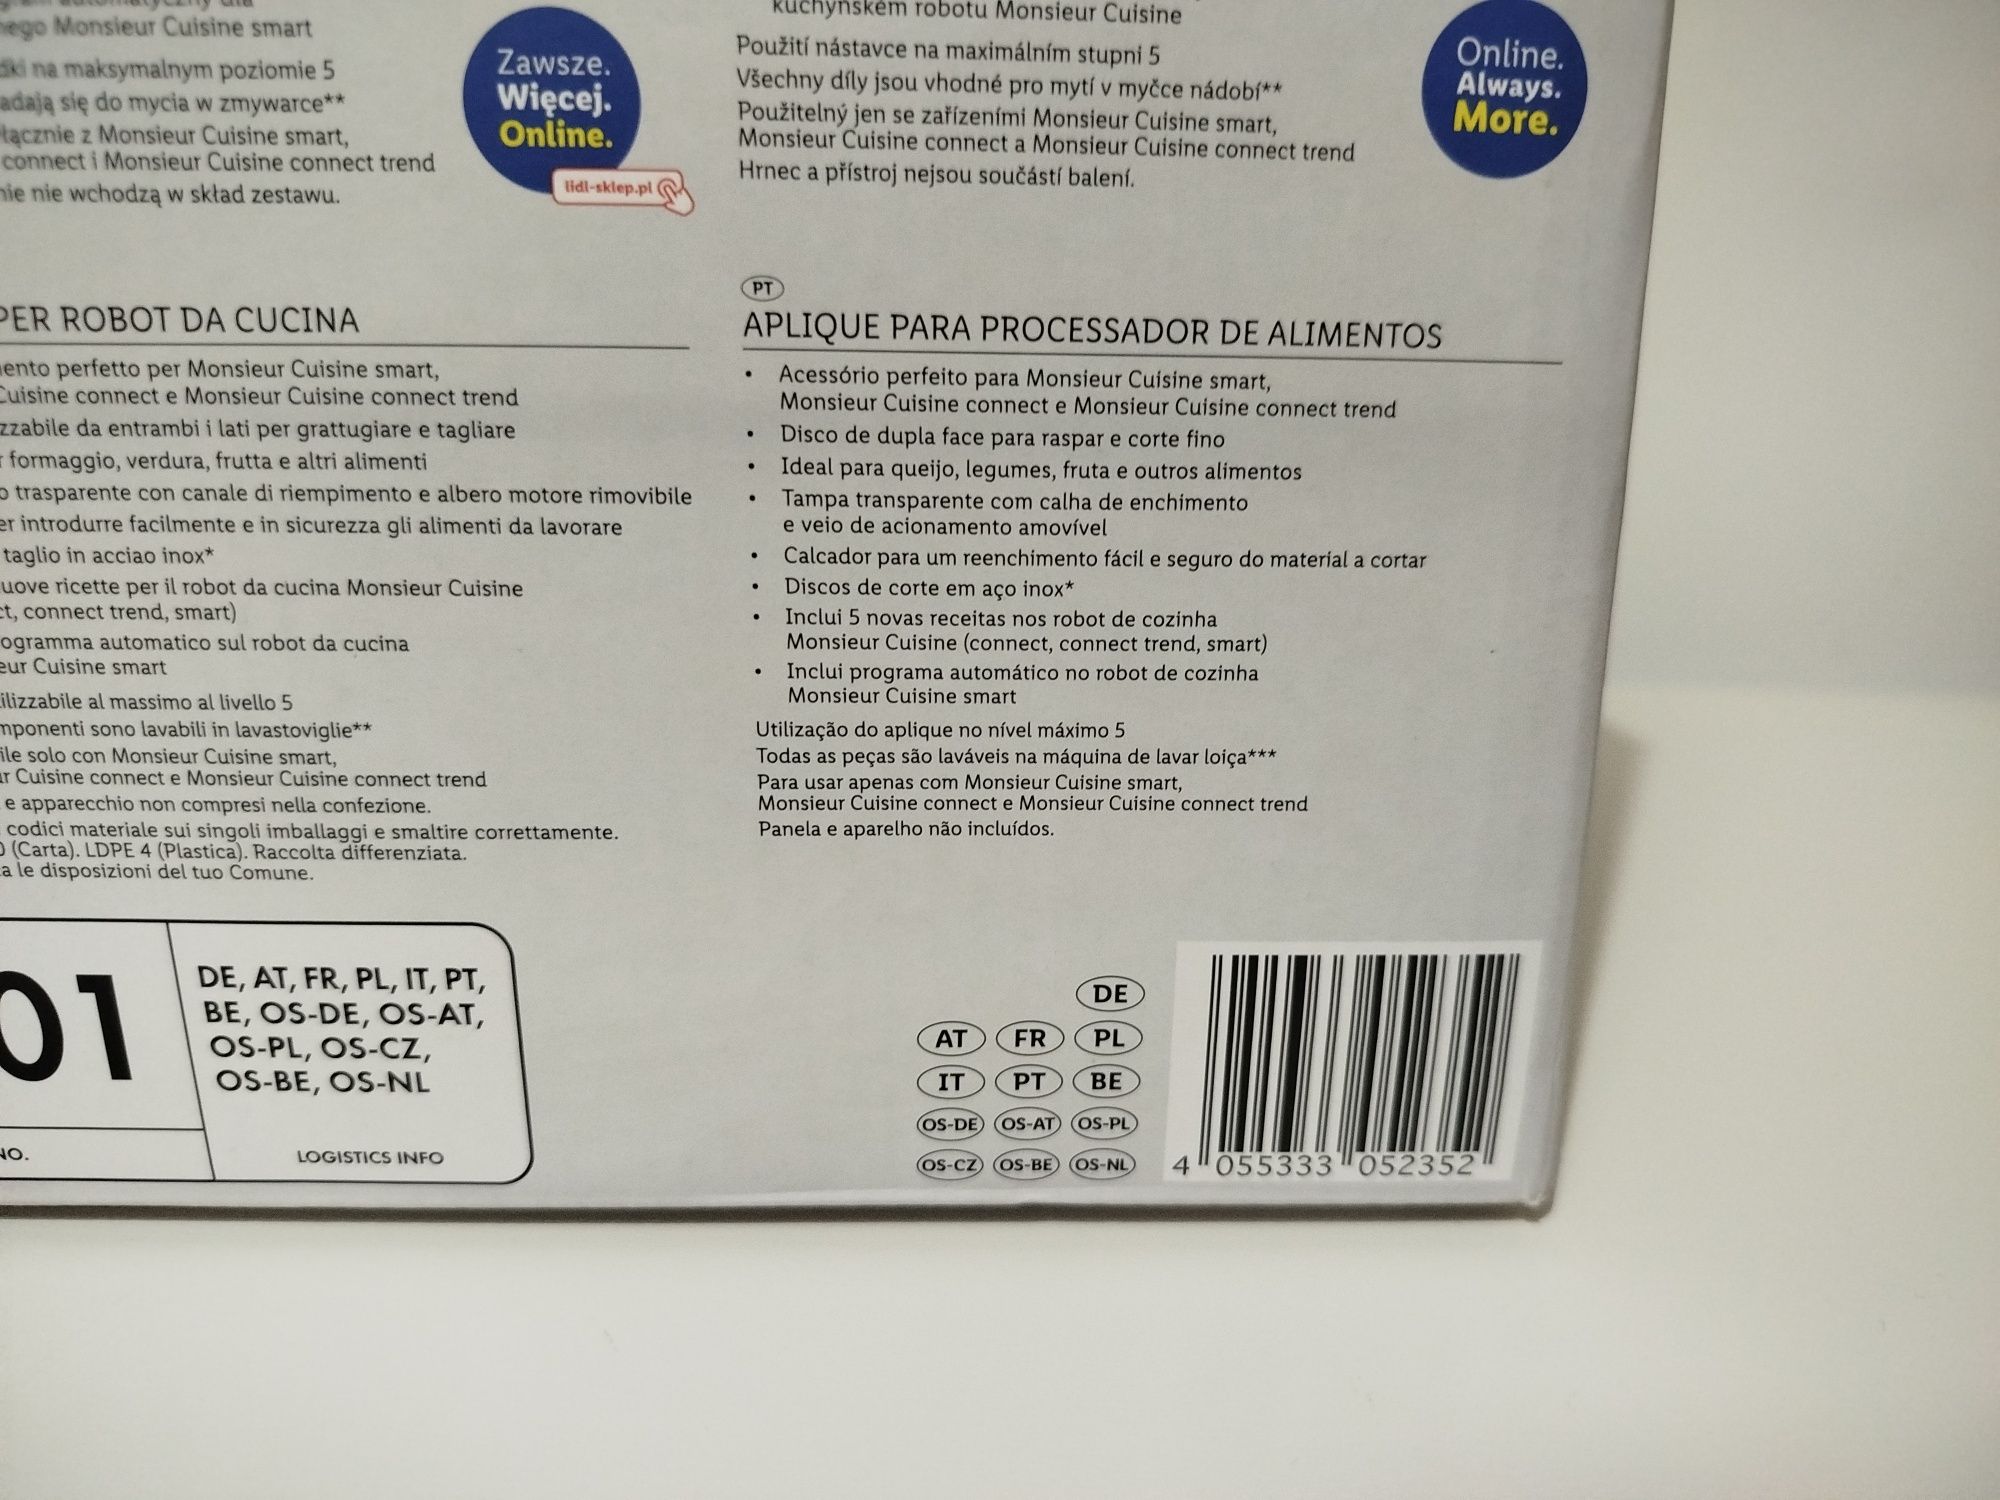 Monsieur Cuisine smart
na maksymalnym poziomie 5
się do mycia w zmywarce**
z Monsieur Cuisine smart,
connect i Monsieur Cuisine connect trend
nie wchodzą w skład zestawu.
Zawsze.
Więcej.
Online.
lidl-sklep.pl
kuchyňském robotu Monsieur Cuisine
Použití nástavce na maximálním stupni 5
Všechny díly jsou vhodné pro mytí v myčce nádobí**
Použitelný jen se zařízeními Monsieur Cuisine smart,
Monsieur Cuisine connect a Monsieur Cuisine connect trend
Hrnec a přístroj nejsou součástí balení.
Online.
Always.
More.
PER ROBOT DA CUCINA
perfetto per Monsieur Cuisine smart,
Cuisine connect e Monsieur Cuisine connect trend
da entrambi i lati per grattugiare e tagliare
formaggio, verdura, frutta e altri alimenti
trasparente con canale di riempimento e albero motore rimovibile
introdurre facilmente e in sicurezza gli alimenti da lavorare
taglio in acciao inox*
ricette per il robot da cucina Monsieur Cuisine
connect trend, smart)
automatico sul robot da cucina
Cuisine smart
al massimo al livello 5
sono lavabili in lavastoviglie**
solo con Monsieur Cuisine smart,
Cuisine connect e Monsieur Cuisine connect trend
e apparecchio non compresi nella confezione.
codici materiale sui singoli imballaggi e smaltire correttamente.
(Carta). LDPE 4 (Plastica). Raccolta differenziata.
le disposizioni del tuo Comune.
PT
APLIQUE PARA PROCESSADOR DE ALIMENTOS
• Acessório perfeito para Monsieur Cuisine smart,
Monsieur Cuisine connect e Monsieur Cuisine connect trend
• Disco de dupla face para raspar e corte fino
• Ideal para queijo, legumes, fruta e outros alimentos
• Tampa transparente com calha de enchimento
e veio de acionamento amovível
• Calcador para um reenchimento fácil e seguro do material a cortar
• Discos de corte em aço inox*
• Inclui 5 novas receitas nos robot de cozinha
Monsieur Cuisine (connect, connect trend, smart)
• Inclui programa automático no robot de cozinha
Monsieur Cuisine smart
Utilização do aplique no nível máximo 5
Todas as peças são laváveis na máquina de lavar loiça***
Para usar apenas com Monsieur Cuisine smart,
Monsieur Cuisine connect e Monsieur Cuisine connect trend
Panela e aparelho não incluídos.
01
DE, AT, FR, PL, IT, PT,
BE, OS-DE, OS-AT,
OS-PL, OS-CZ,
OS-BE, OS-NL
NO.
LOGISTICS INFO
DE
AT FR PL
IT PT BE
OS-DE OS-AT OS-PL
OS-CZ OS-BE OS-NL
4 055333 052352